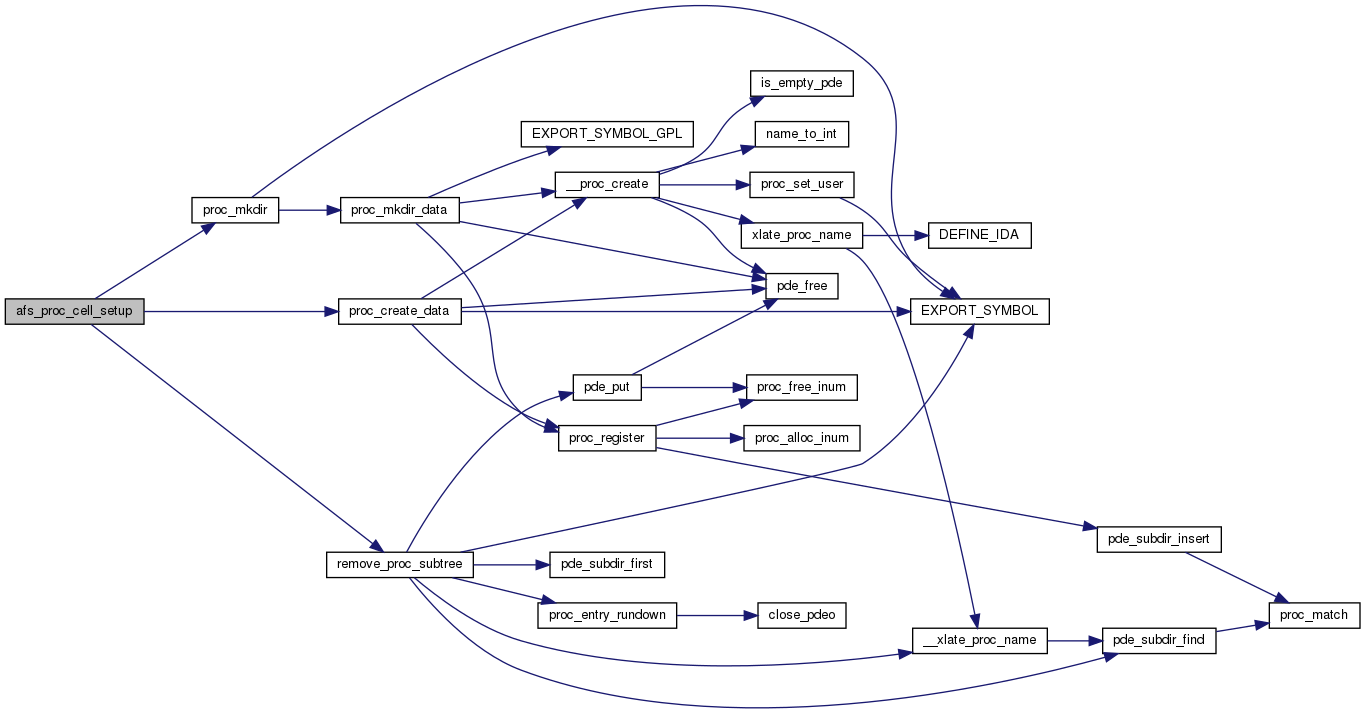 afs_proc_cell_setup
proc_mkdir
proc_create_data
remove_proc_subtree
proc_mkdir_data
EXPORT_SYMBOL_GPL
__proc_create
pde_put
proc_register
pde_subdir_first
proc_entry_rundown
is_empty_pde
name_to_int
proc_set_user
xlate_proc_name
pde_free
proc_free_inum
proc_alloc_inum
close_pdeo
DEFINE_IDA
EXPORT_SYMBOL
__xlate_proc_name
pde_subdir_insert
pde_subdir_find
proc_match